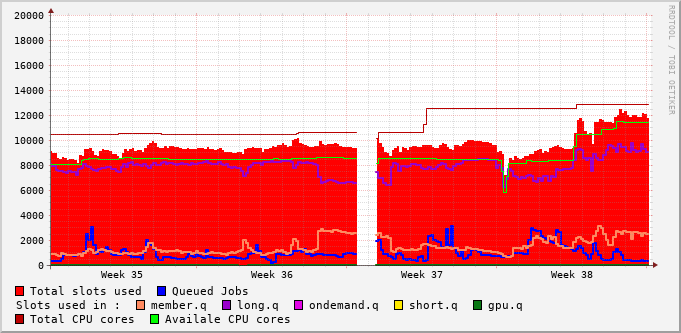 20000
18000
16000
14000
12000
10000
8000
6000
4000
2000
0
Week 35 Week 36 Week 37 Week 38
RRDTOOL / TOBI OETIKER
Total slots used Queued Jobs
Slots used in : member.q long.q ondemand.q short.q gpu.q
Total CPU cores Availale CPU cores